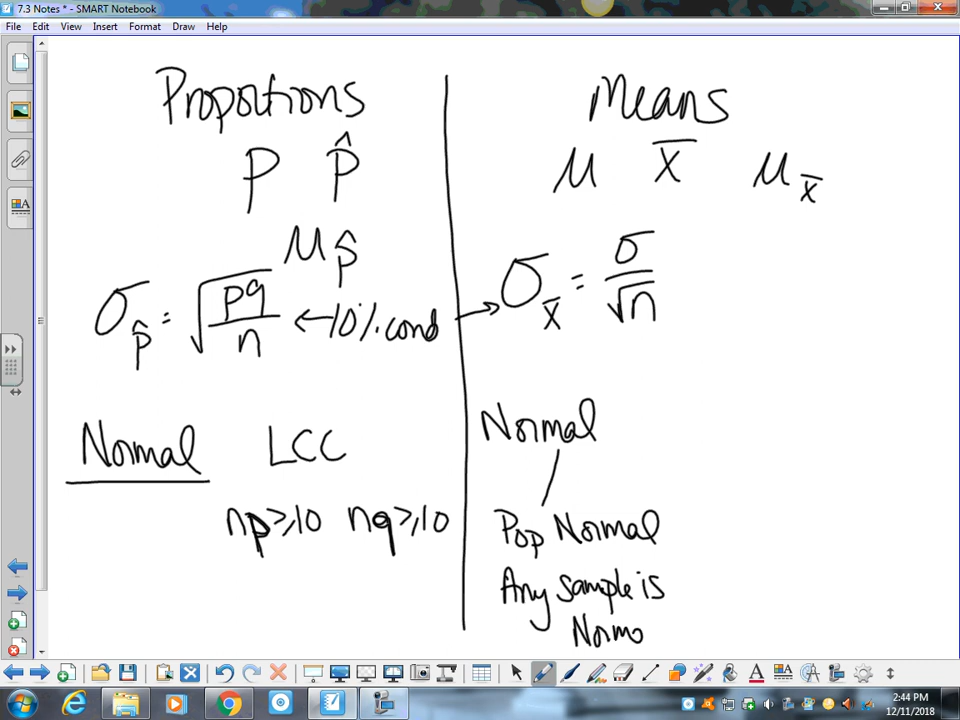 7.3 Notes * - SMART Notebook
File Edit View Insert Format Draw Help
Proportions
p p̂
μp̂
σp̂ = √pq/n ←10% cond →
Normal LCC
np≥10 nq≥10
Means
μ x̄ μx̄
σx̄ = σ/√n
Normal
Pop Normal
Any sample is
Normo
2:44 PM
12/11/2018